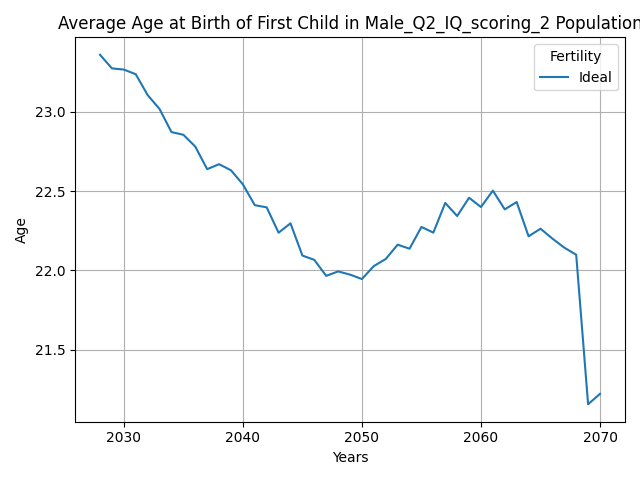 Average Age at Birth of First Child in Male_Q2_IQ_scoring_2 Population
Fertility
Ideal
23.0
22.5
22.0
21.5
Age
2030 2040 2050 2060 2070
Years